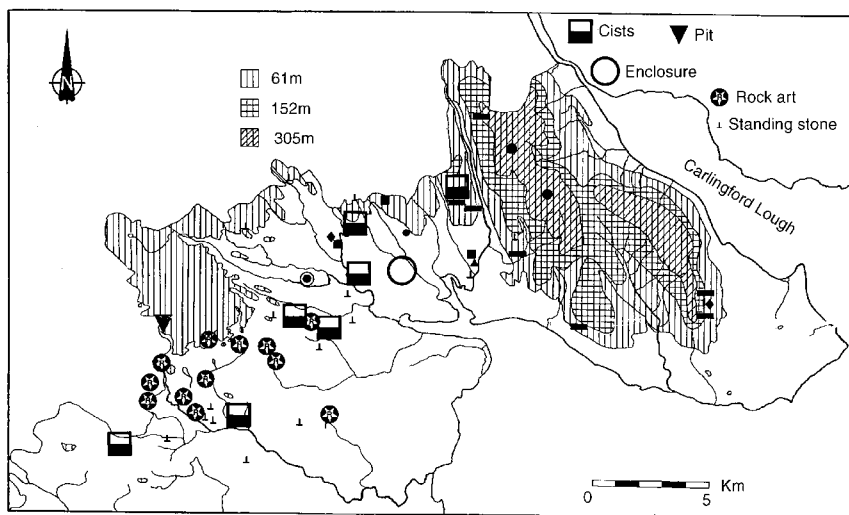 Cists
Pit
Enclosure
Rock art
Standing stone
N
61m
152m
305m
Carlingford Lough
0 5 Km